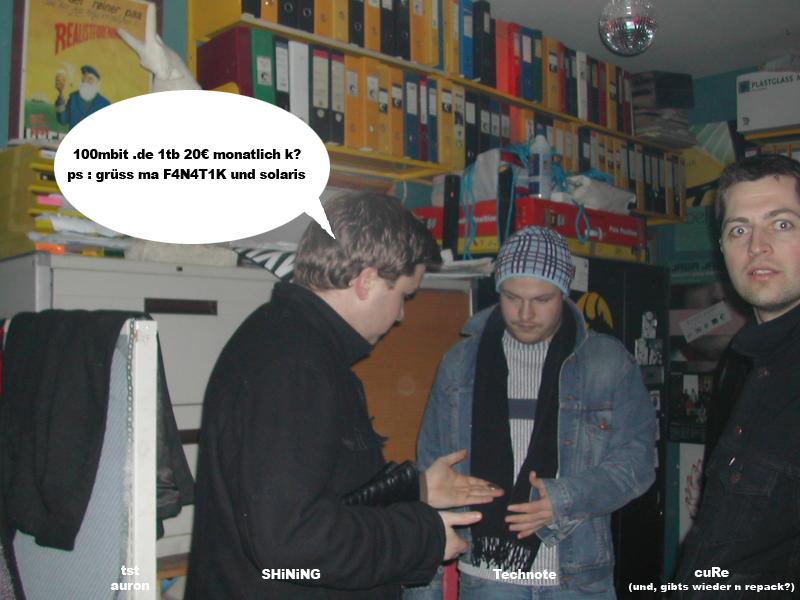 REALISTFORENING
100mbit .de 1tb 20€ monatlich k?
ps : grüss ma F4N4T1K und solaris
PLASTGLASS A
tst
auron
SHiNiNG
Technote
cuRe
(und, gibts wieder n repack?)